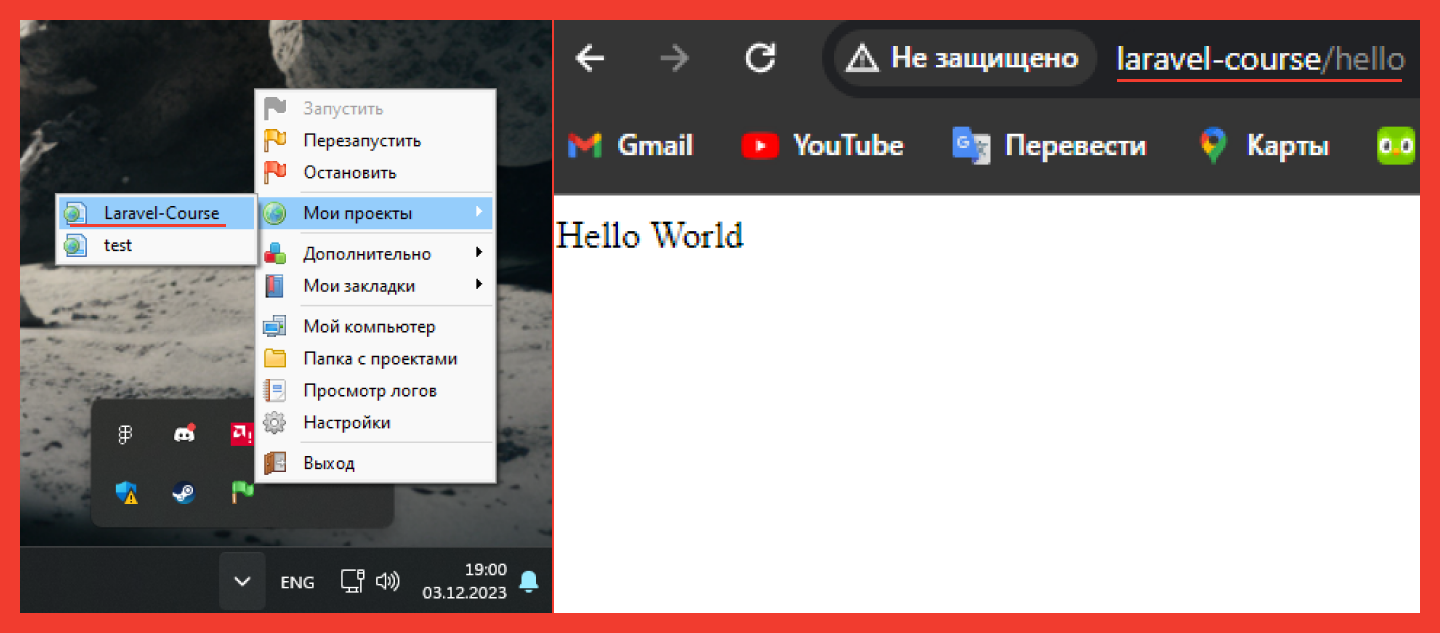 Запустить
Перезапустить
Остановить
Мои проекты
Laravel-Course
test
Дополнительно
Мои закладки
Мой компьютер
Папка с проектами
Просмотр логов
Настройки
Выход
ENG
19:00
03.12.2023
Не защищено
laravel-course/hello
Gmail
YouTube
Перевести
Карты
Hello World